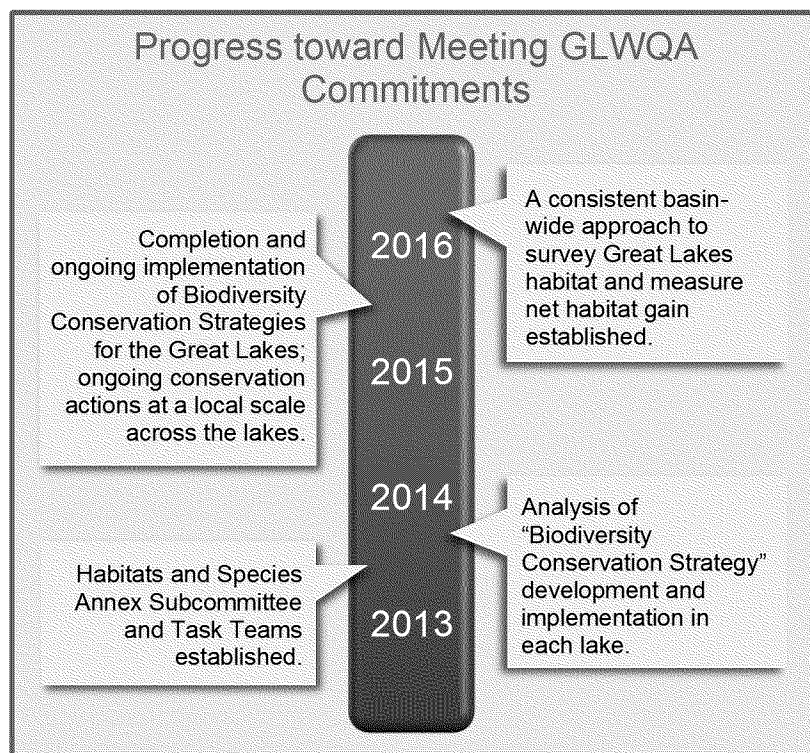 Progress toward Meeting GLWQA
Commitments
2016
A consistent basin-
wide approach to
survey Great Lakes
habitat and measure
net habitat gain
established.
Completion and
ongoing implementation
of Biodiversity
Conservation Strategies
for the Great Lakes;
ongoing conservation
actions at a local scale
across the lakes.
2015
2014
Analysis of
“Biodiversity
Conservation Strategy”
development and
implementation in
each lake.
Habitats and Species
Annex Subcommittee
and Task Teams
established.
2013